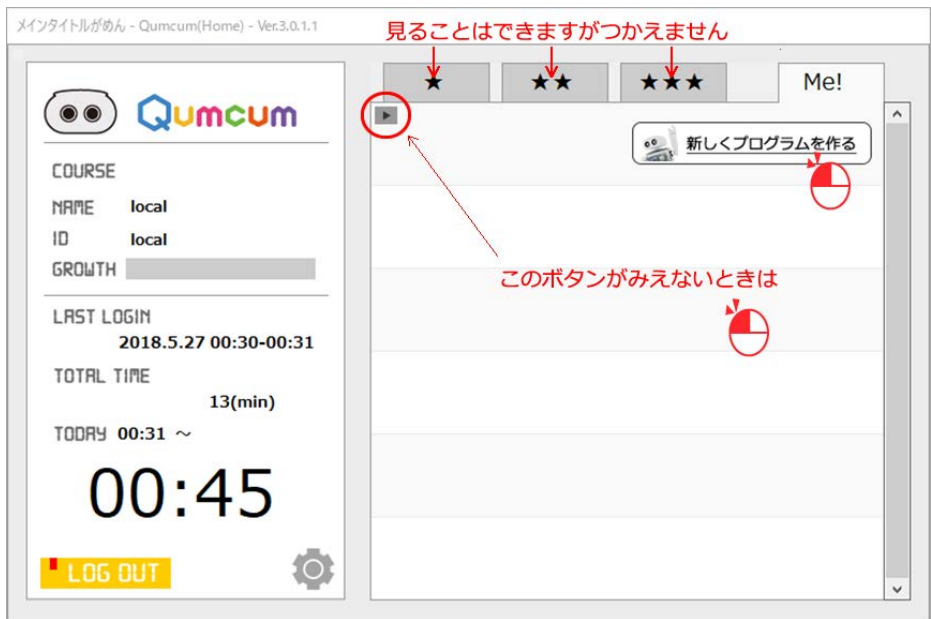 メインタイトルがめん - Qumcum(Home) - Ver.3.0.1.1
見ることはできますがつかえません
★
★★
★★★
Me!
Qumcum
新しくプログラムを作る
COURSE
NAME local
ID local
GROWTH
このボタンがみえないときは
LAST LOGIN
2018.5.27 00:30-00:31
TOTAL TIME
13(min)
TODAY 00:31 ～
00:45
LOG OUT